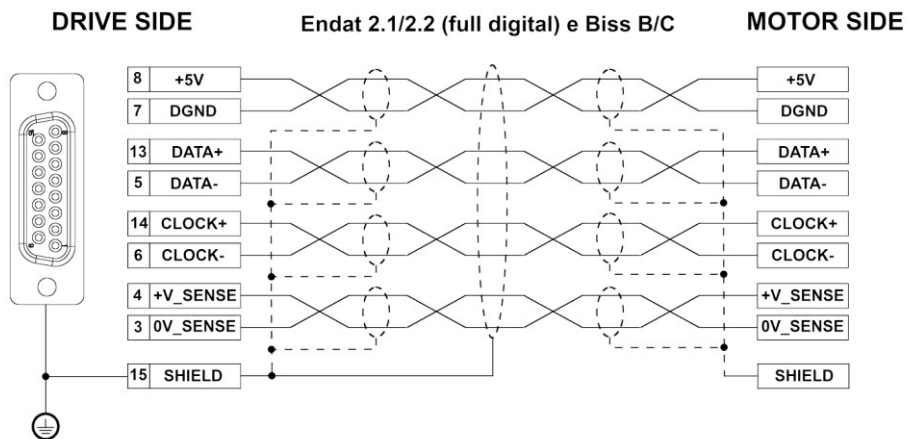 DRIVE SIDE Endat 2.1/2.2 (full digital) e Biss B/C MOTOR SIDE
8 +5V +5V
7 DGND DGND
13 DATA+ DATA+
5 DATA- DATA-
14 CLOCK+ CLOCK+
6 CLOCK- CLOCK-
4 +V_SENSE +V_SENSE
3 0V_SENSE 0V_SENSE
15 SHIELD SHIELD